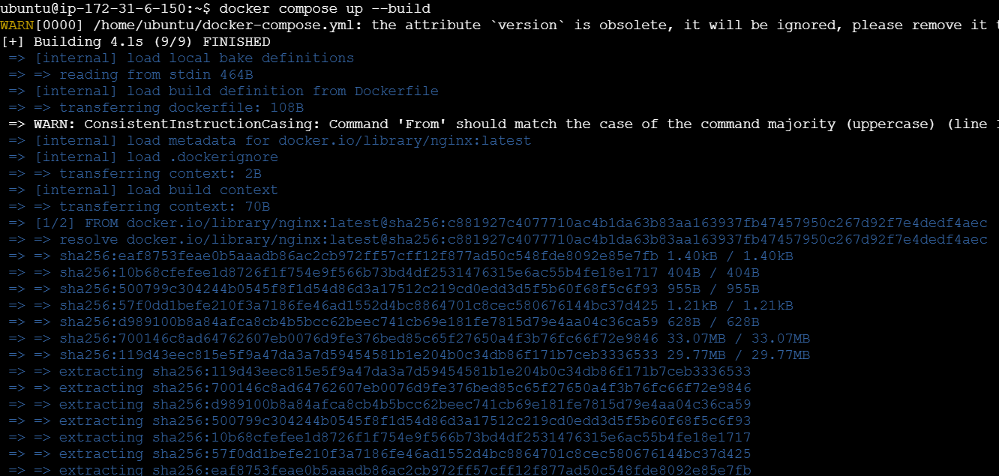 ubuntu@ip-172-31-6-150:~$ docker compose up --build
WARN[0000] /home/ubuntu/docker-compose.yml: the attribute `version` is obsolete, it will be ignored, please remove it t
[+] Building 4.1s (9/9) FINISHED
=> [internal] load local bake definitions
=> => reading from stdin 464B
=> [internal] load build definition from Dockerfile
=> => transferring dockerfile: 108B
=> WARN: ConsistentInstructionCasing: Command 'From' should match the case of the command majority (uppercase) (line 1
=> [internal] load metadata for docker.io/library/nginx:latest
=> [internal] load .dockerignore
=> => transferring context: 2B
=> [internal] load build context
=> => transferring context: 70B
=> [1/2] FROM docker.io/library/nginx:latest@sha256:c881927c4077710ac4b1da63b83aa163937fb47457950c267d92f7e4dedf4aec
=> => resolve docker.io/library/nginx:latest@sha256:c881927c4077710ac4b1da63b83aa163937fb47457950c267d92f7e4dedf4aec
=> => sha256:eaf8753feae0b5aaadb86ac2cb972ff57cff12f877ad50c548fde8092e85e7fb 1.40kB / 1.40kB
=> => sha256:10b68cfefee1d8726f1f754e9f566b73bd4df2531476315e6ac55b4fe18e1717 404B / 404B
=> => sha256:500799c304244b0545f8f1d54d86d3a17512c219cd0edd3d5f5b60f68f5c6f93 955B / 955B
=> => sha256:57f0dd1befe210f3a7186fe46ad1552d4bc8864701c8cec580676144bc37d425 1.21kB / 1.21kB
=> => sha256:d989100b8a84afca8cb4b5bcc62beec741cb69e181fe7815d79e4aa04c36ca59 628B / 628B
=> => sha256:700146c8ad64762607eb0076d9fe376bed85c65f27650a4f3b76fc66f72e9846 33.07MB / 33.07MB
=> => sha256:119d43eec815e5f9a47da3a7d59454581b1e204b0c34db86f171b7ceb3336533 29.77MB / 29.77MB
=> => extracting sha256:119d43eec815e5f9a47da3a7d59454581b1e204b0c34db86f171b7ceb3336533
=> => extracting sha256:700146c8ad64762607eb0076d9fe376bed85c65f27650a4f3b76fc66f72e9846
=> => extracting sha256:d989100b8a84afca8cb4b5bcc62beec741cb69e181fe7815d79e4aa04c36ca59
=> => extracting sha256:500799c304244b0545f8f1d54d86d3a17512c219cd0edd3d5f5b60f68f5c6f93
=> => extracting sha256:10b68cfefee1d8726f1f754e9f566b73bd4df2531476315e6ac55b4fe18e1717
=> => extracting sha256:57f0dd1befe210f3a7186fe46ad1552d4bc8864701c8cec580676144bc37d425
=> => extracting sha256:eaf8753feae0b5aaadb86ac2cb972ff57cff12f877ad50c548fde8092e85e7fb